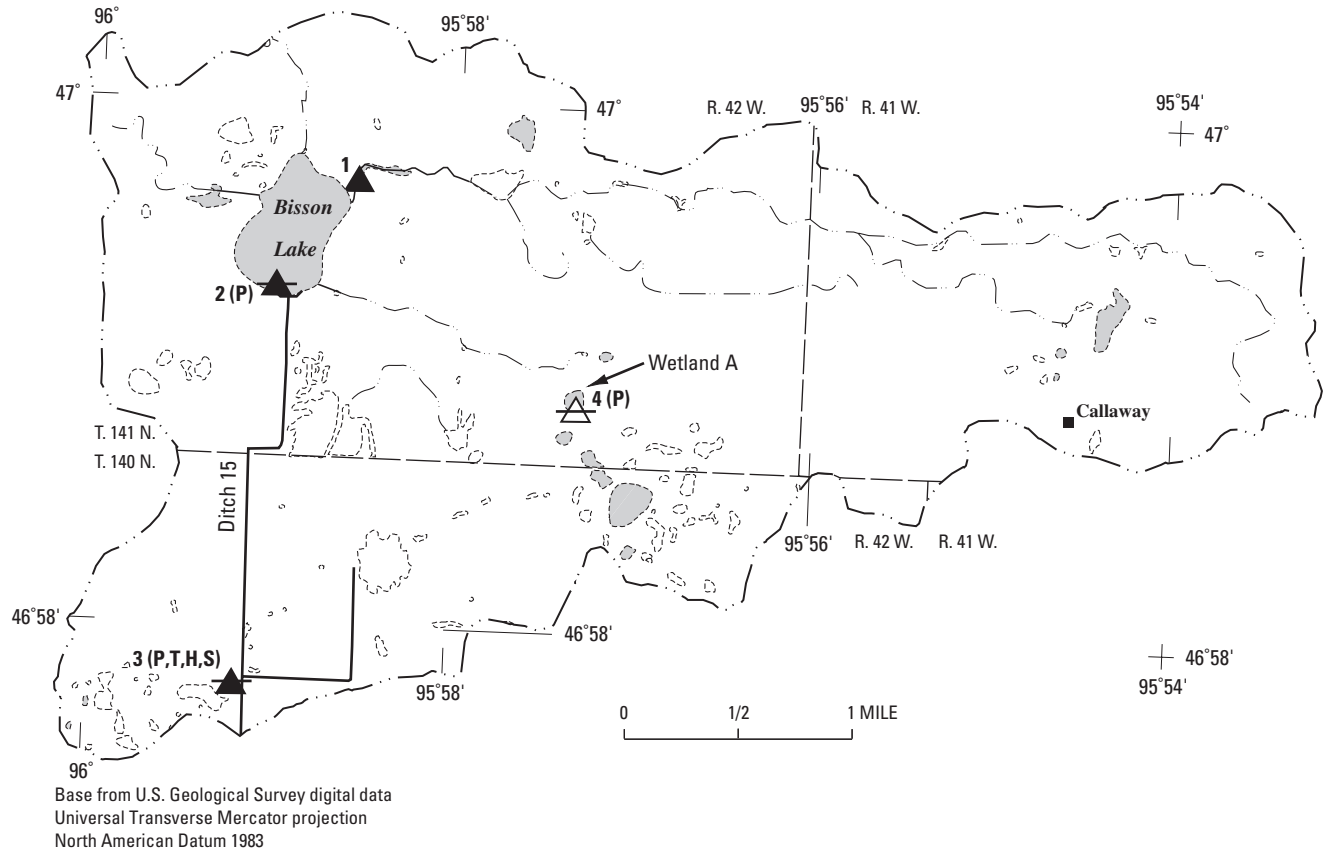 96°
95°58'
47°
47°
R. 42 W.
95°56'
R. 41 W.
95°54'
47°
1
Bisson
Lake
2 (P)
Wetland A
4 (P)
Callaway
T. 141 N.
T. 140 N.
Ditch 15
95°56'
R. 42 W.
R. 41 W.
46°58'
46°58'
3 (P,T,H,S)
95°58'
46°58'
95°54'
0 1/2 1 MILE
96°
Base from U.S. Geological Survey digital data
Universal Transverse Mercator projection
North American Datum 1983